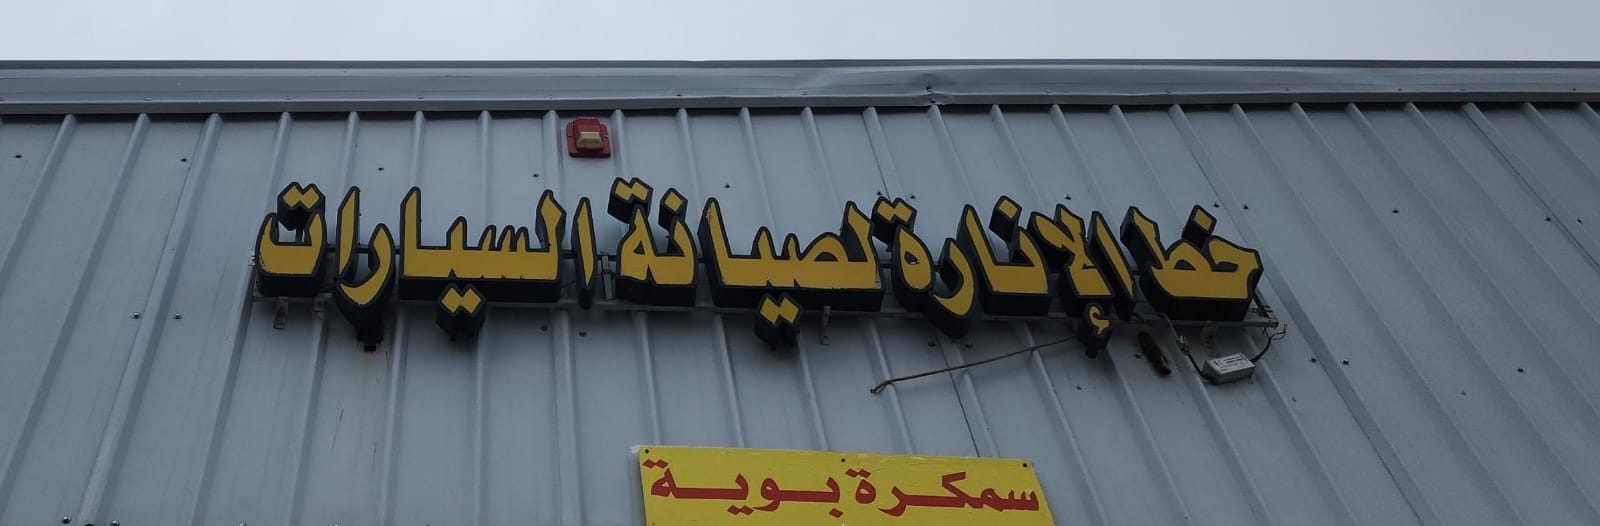 خط الإنارة لصيانة السيارات
سمكرة بوية